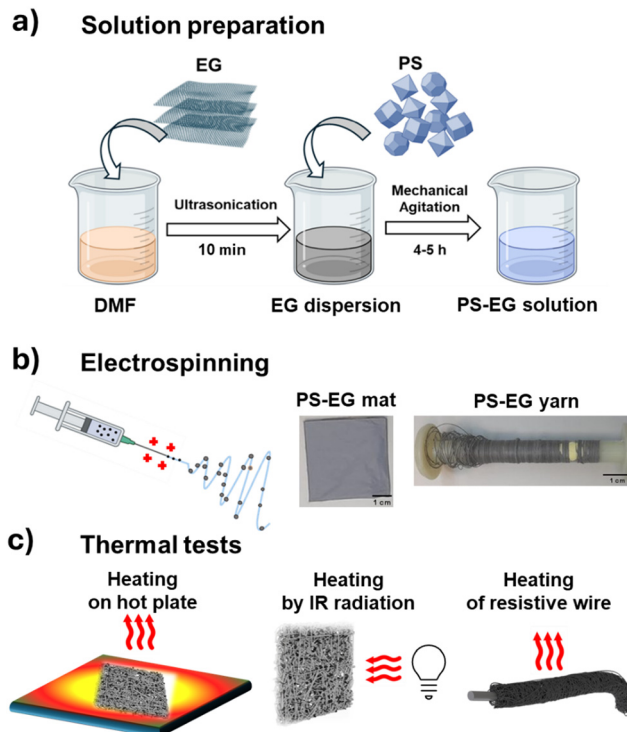 a) Solution preparation
EG
PS
Ultrasonication
10 min
Mechanical
Agitation
4-5 h
DMF
EG dispersion
PS-EG solution
b) Electrospinning
PS-EG mat
PS-EG yarn
1 cm
1 cm
c) Thermal tests
Heating
on hot plate
Heating
by IR radiation
Heating
of resistive wire